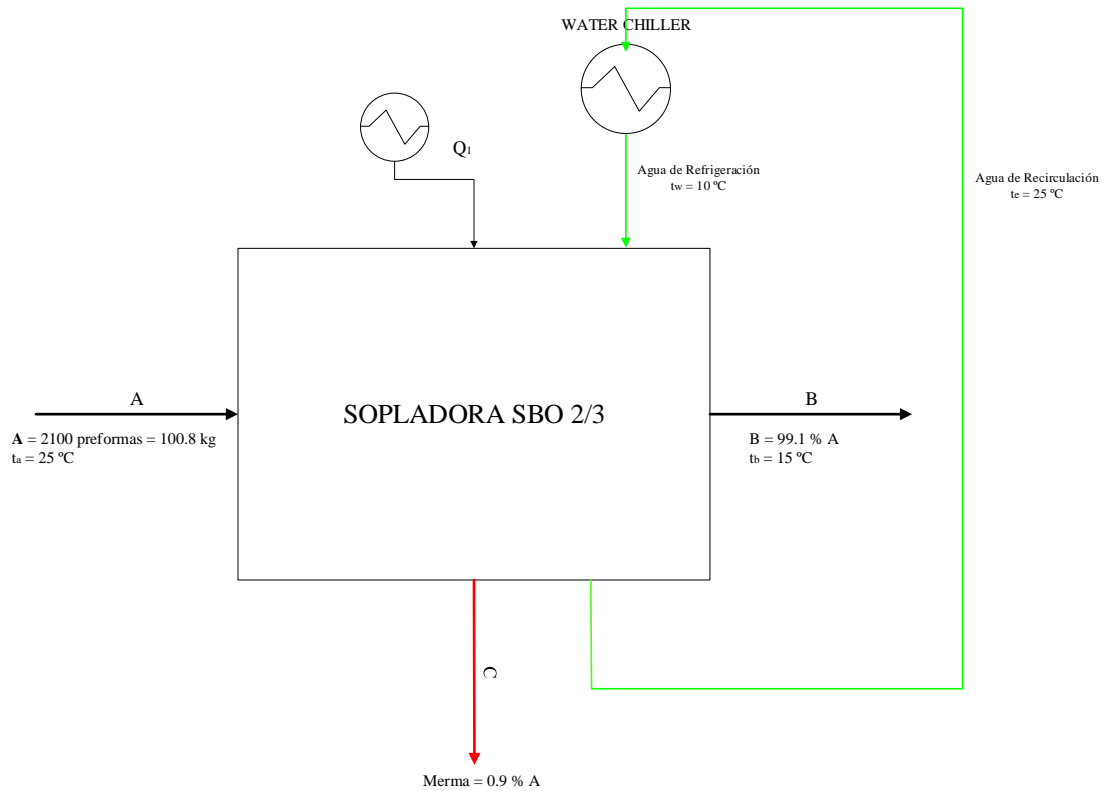 WATER CHILLER
Q1
Agua de Refrigeración
tw = 10 ºC
Agua de Recirculación
te = 25 ºC
A
A = 2100 preformas = 100.8 kg
ta = 25 ºC
SOPLADORA SBO 2/3
B
B = 99.1 % A
tb = 15 ºC
C
Merma = 0.9 % A